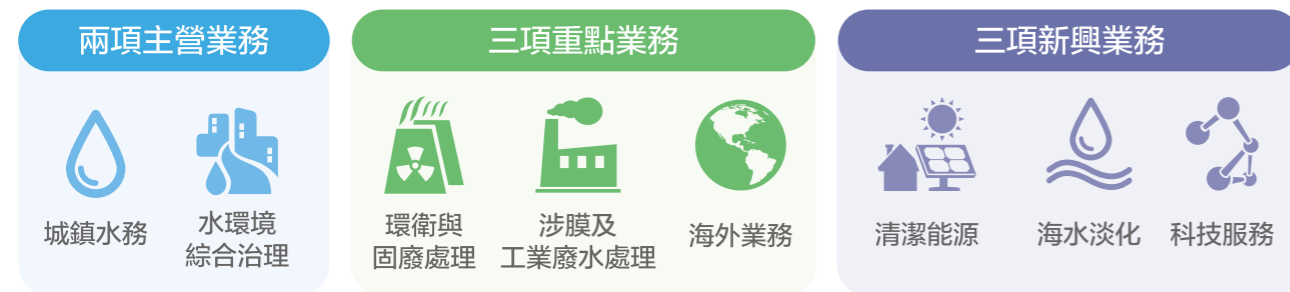 兩項主營業務
城鎮水務
水環境
綜合治理
三項重點業務
環衛與
固廢處理
涉膜及
工業廢水處理
海外業務
三項新興業務
清潔能源
海水淡化
科技服務